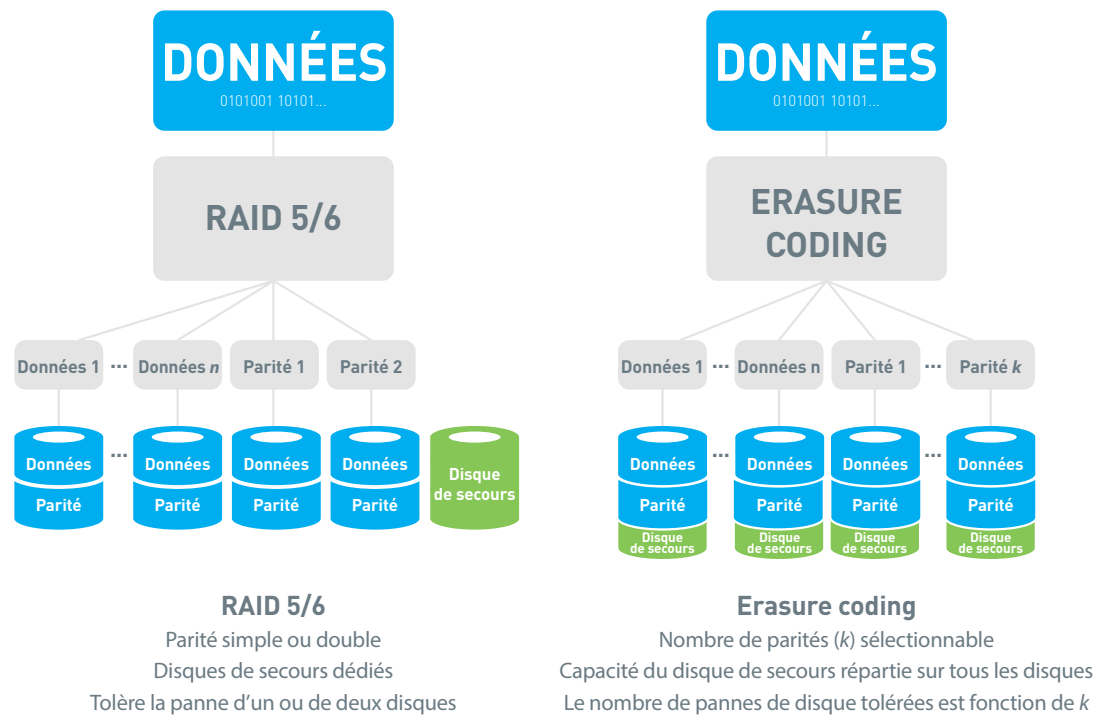 DONNÉES
0101001 10101...
RAID 5/6
Données 1 ... Données n Parité 1 Parité 2
Données ... Données Données Données
Parité Parité Parité Parité
Disque
de secours
RAID 5/6
Parité simple ou double
Disques de secours dédiés
Tolère la panne d’un ou de deux disques
DONNÉES
0101001 10101...
ERASURE
CODING
Données 1 ... Données n Parité 1 ... Parité k
Données ... Données Données ... Données
Parité Parité Parité Parité
Disque Disque Disque Disque
de secours de secours de secours de secours
Erasure coding
Nombre de parités (k) sélectionnable
Capacité du disque de secours répartie sur tous les disques
Le nombre de pannes de disque tolérées est fonction de k